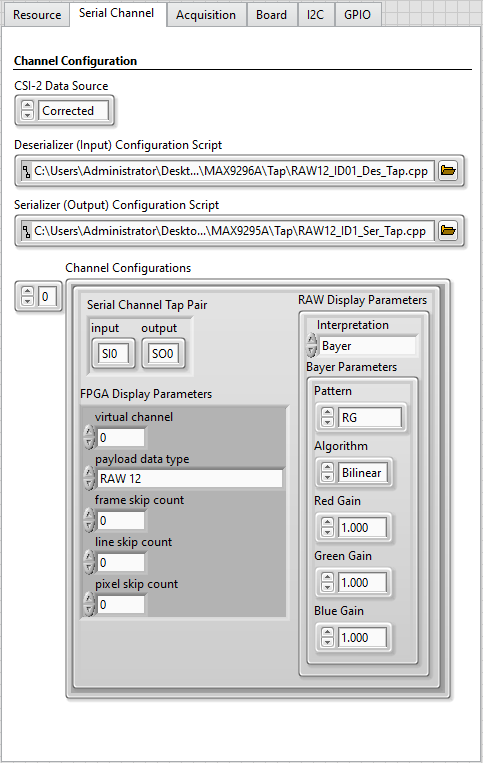 Resource Serial Channel Acquisition Board I2C GPIO
Channel Configuration
CSI-2 Data Source
Corrected
Deserializer (Input) Configuration Script
C:\Users\Administrator\Deskt...\MAX9296A\Tap\RAW12_ID01_Des_Tap.cpp
Serializer (Output) Configuration Script
C:\Users\Administrator\Deskto...\MAX9295A\Tap\RAW12_ID1_Ser_Tap.cpp
Channel Configurations
0
Serial Channel Tap Pair
input output
SI0 SO0
FPGA Display Parameters
virtual channel
0
payload data type
RAW 12
frame skip count
0
line skip count
0
pixel skip count
0
RAW Display Parameters
Interpretation
Bayer
Bayer Parameters
Pattern
RG
Algorithm
Bilinear
Red Gain
1.000
Green Gain
1.000
Blue Gain
1.000